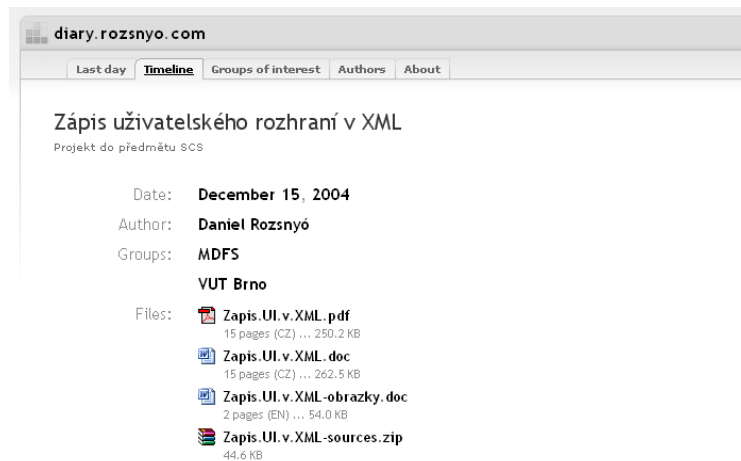 diary.rozsnyo.com
Last day Timeline Groups of interest Authors About
Zápis uživatelského rozhraní v XML
Projekt do předmětu SCS
Date: December 15, 2004
Author: Daniel Rozsnyó
Groups: MDFS
VUT Brno
Files: Zapis.UI.v.XML.pdf
15 pages (CZ) ... 250.2 KB
Zapis.UI.v.XML.doc
15 pages (CZ) ... 262.5 KB
Zapis.UI.v.XML-obrazky.doc
2 pages (EN) ... 54.0 KB
Zapis.UI.v.XML-sources.zip
44.6 KB